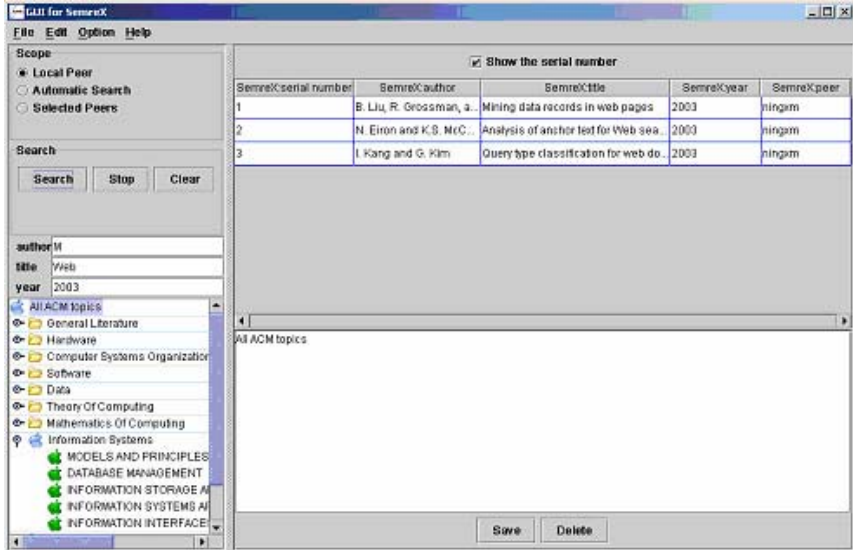 GUI for SemreX
File Edit Option Help
Scope
Local Peer
Automatic Search
Selected Peers
Search
Search Stop Clear
author M
title Web
year 2003
All ACM topics
General Literature
Hardware
Computer Systems Organization
Software
Data
Theory Of Computing
Mathematics Of Computing
Information Systems
MODELS AND PRINCIPLES
DATABASE MANAGEMENT
INFORMATION STORAGE A
INFORMATION SYSTEMS A
INFORMATION INTERFACE
Show the serial number
SemreX:serial number SemreX:author SemreX:title SemreX:year SemreX:peer
1 B. Liu, R. Grossman, a... Mining data records in web pages 2003 ningxm
2 N. Eiron and K.S. McC... Analysis of anchor text for Web sea... 2003 ningxm
3 I. Kang and G. Kim Query type classification for web do... 2003 ningxm
All ACM topics
Save Delete